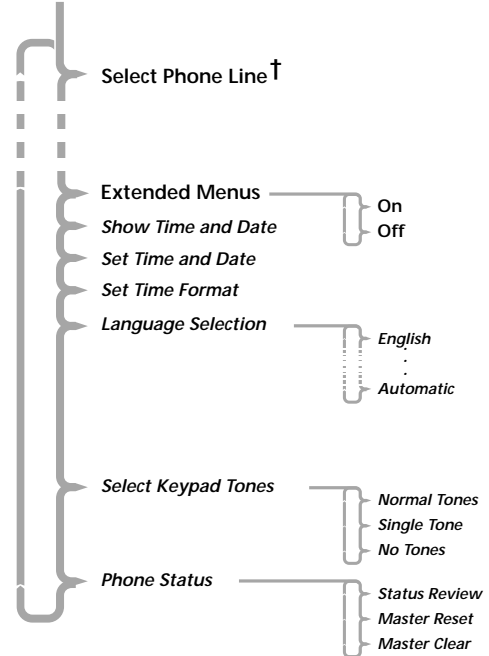 Select Phone Line†
Extended Menus
On
Off
Show Time and Date
Set Time and Date
Set Time Format
Language Selection
English
.
.
.
Automatic
Select Keypad Tones
Normal Tones
Single Tone
No Tones
Phone Status
Status Review
Master Reset
Master Clear